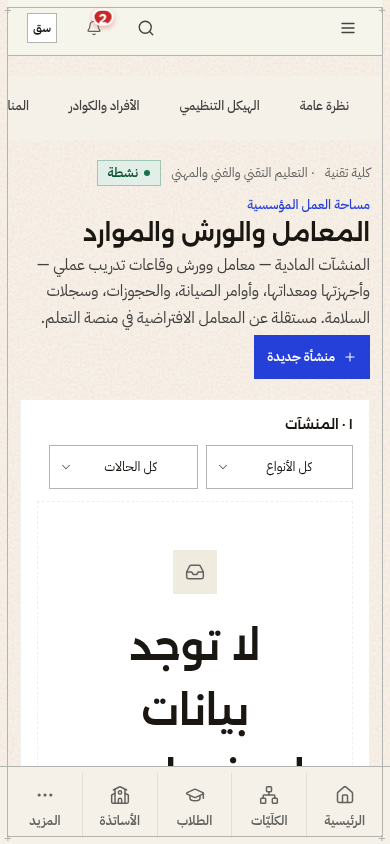 سق
2
نظرة عامة
الهيكل التنظيمي
الأفراد والكوادر
المنا
كلية تقنية · التعليم التقني والفني والمهني
نشطة
مساحة العمل المؤسسية
المعامل والورش والموارد
المنشآت المادية — معامل وورش وقاعات تدريب عملي —
وأجهزتها ومعداتها، وأوامر الصيانة، والحجوزات، وسجلات
السلامة. مستقلة عن المعامل الافتراضية في منصة التعلم.
+ منشأة جديدة
٠١ · المنشآت
كل الأنواع
كل الحالات
لا توجد
بيانات
الرئيسية
الكليّات
الطلاب
الأساتذة
المزيد